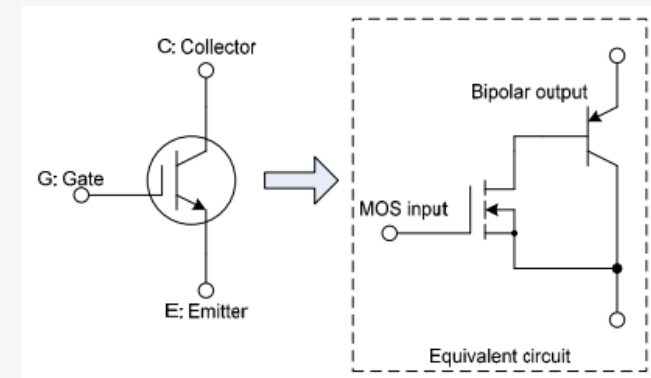 C: Collector
G: Gate
E: Emitter
Bipolar output
MOS input
Equivalent circuit